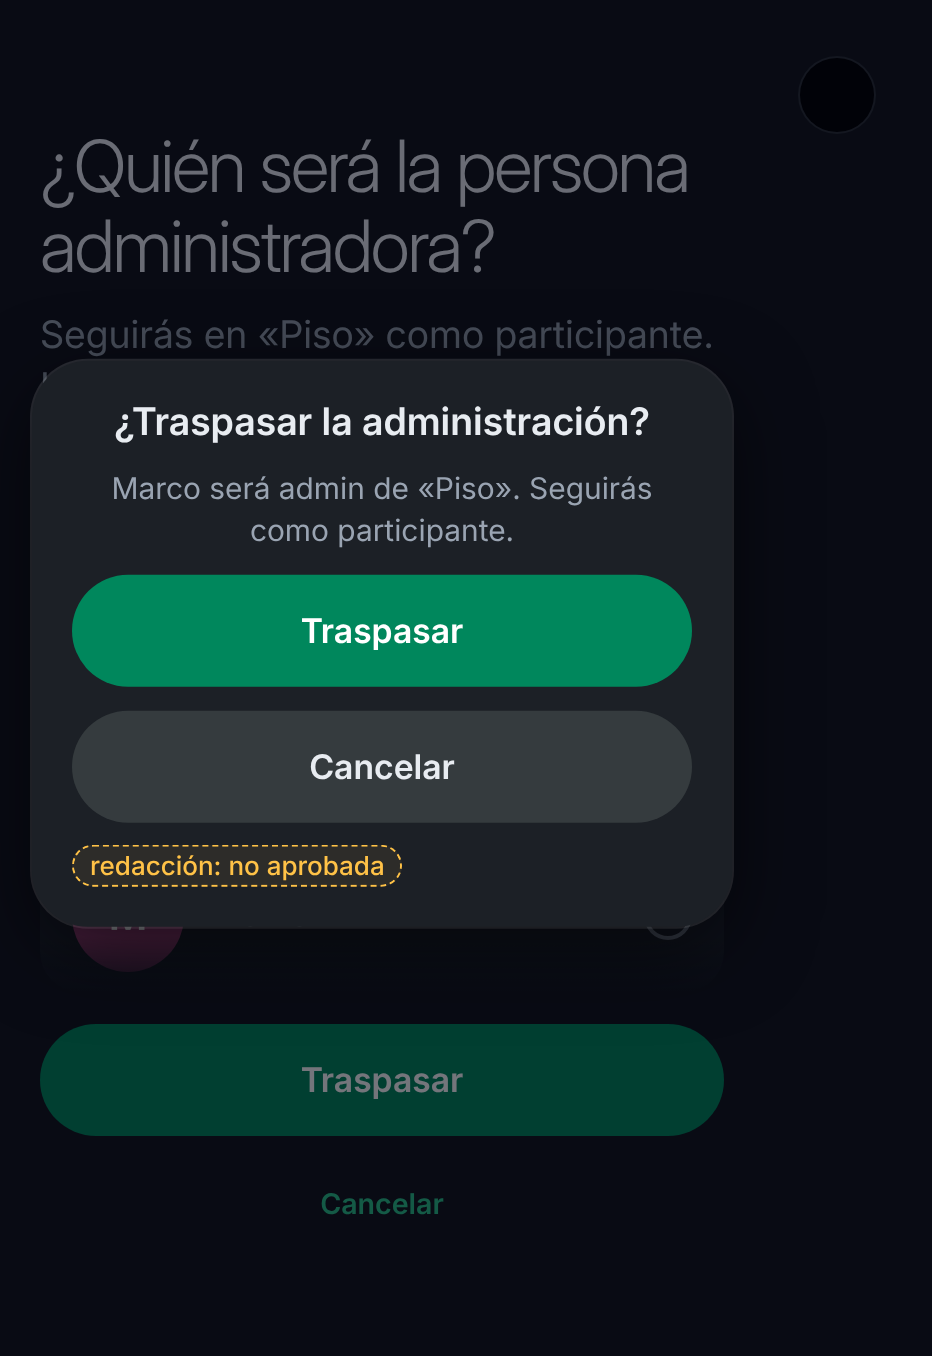 ¿Quién será la persona
administradora?
Seguirás en «Piso» como participante.
¿Traspasar la administración?
Marco será admin de «Piso». Seguirás
como participante.
Traspasar
Cancelar
redacción: no aprobada
Traspasar
Cancelar